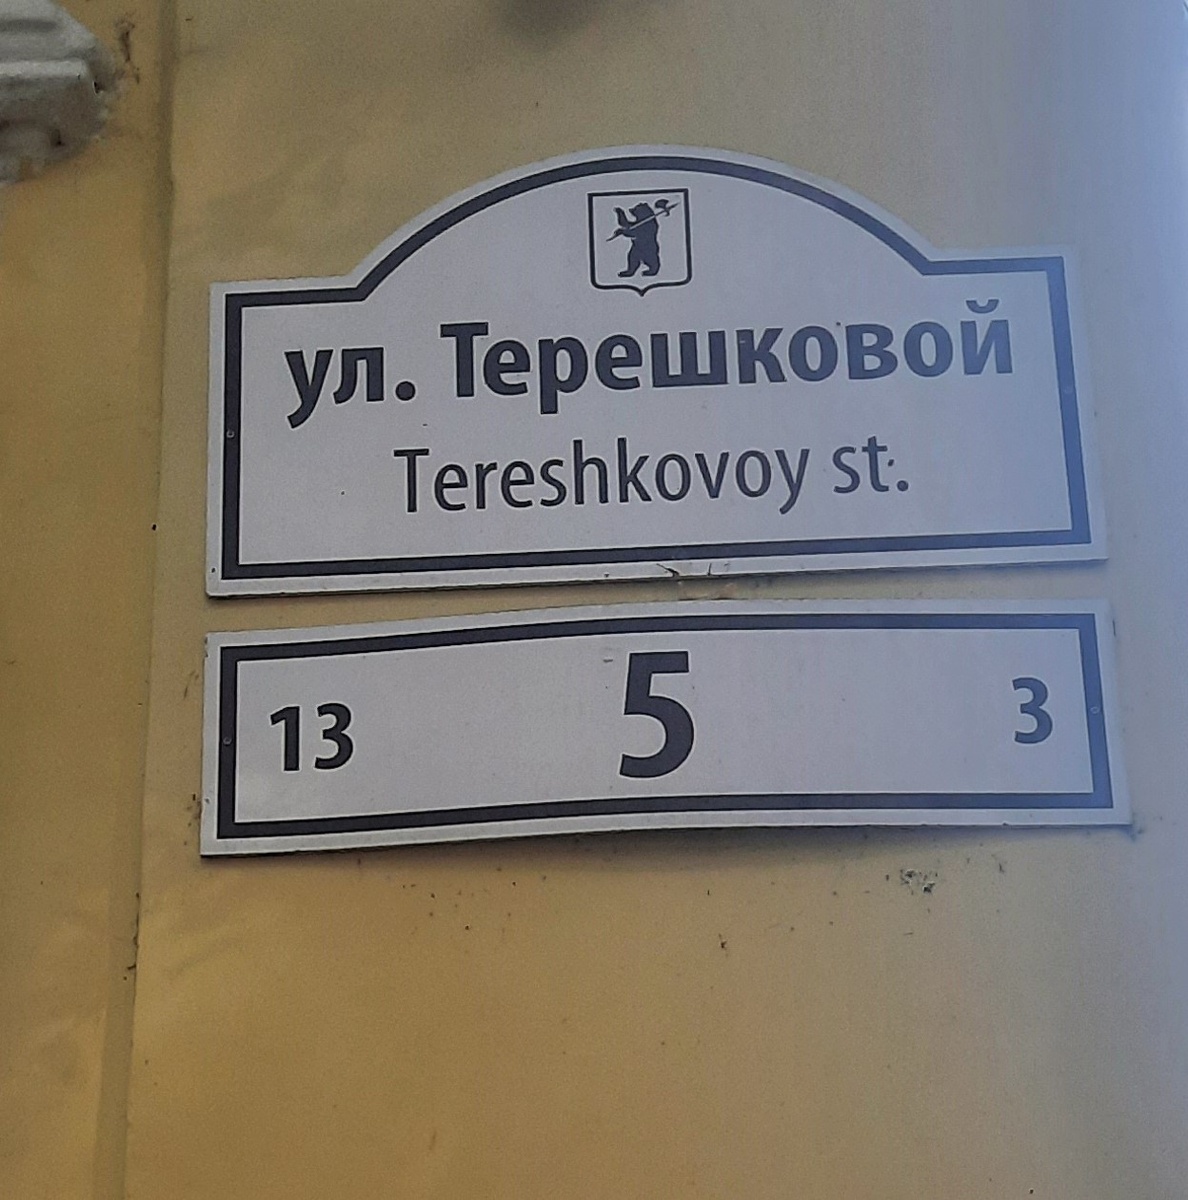 ул. Терешковой
Tereshkovoy st.
13 5 3